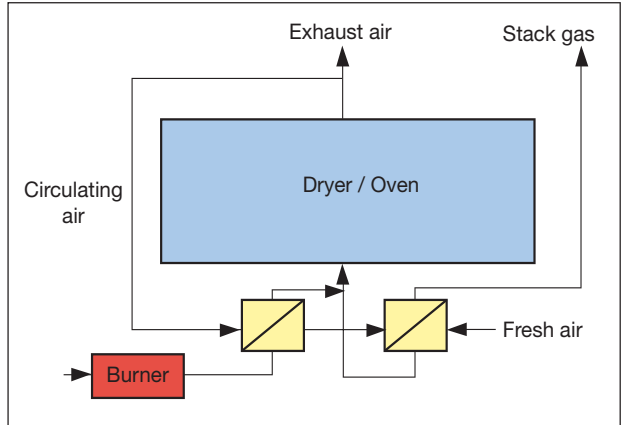 Exhaust air
Stack gas
Dryer / Oven
Circulating
air
Fresh air
Burner